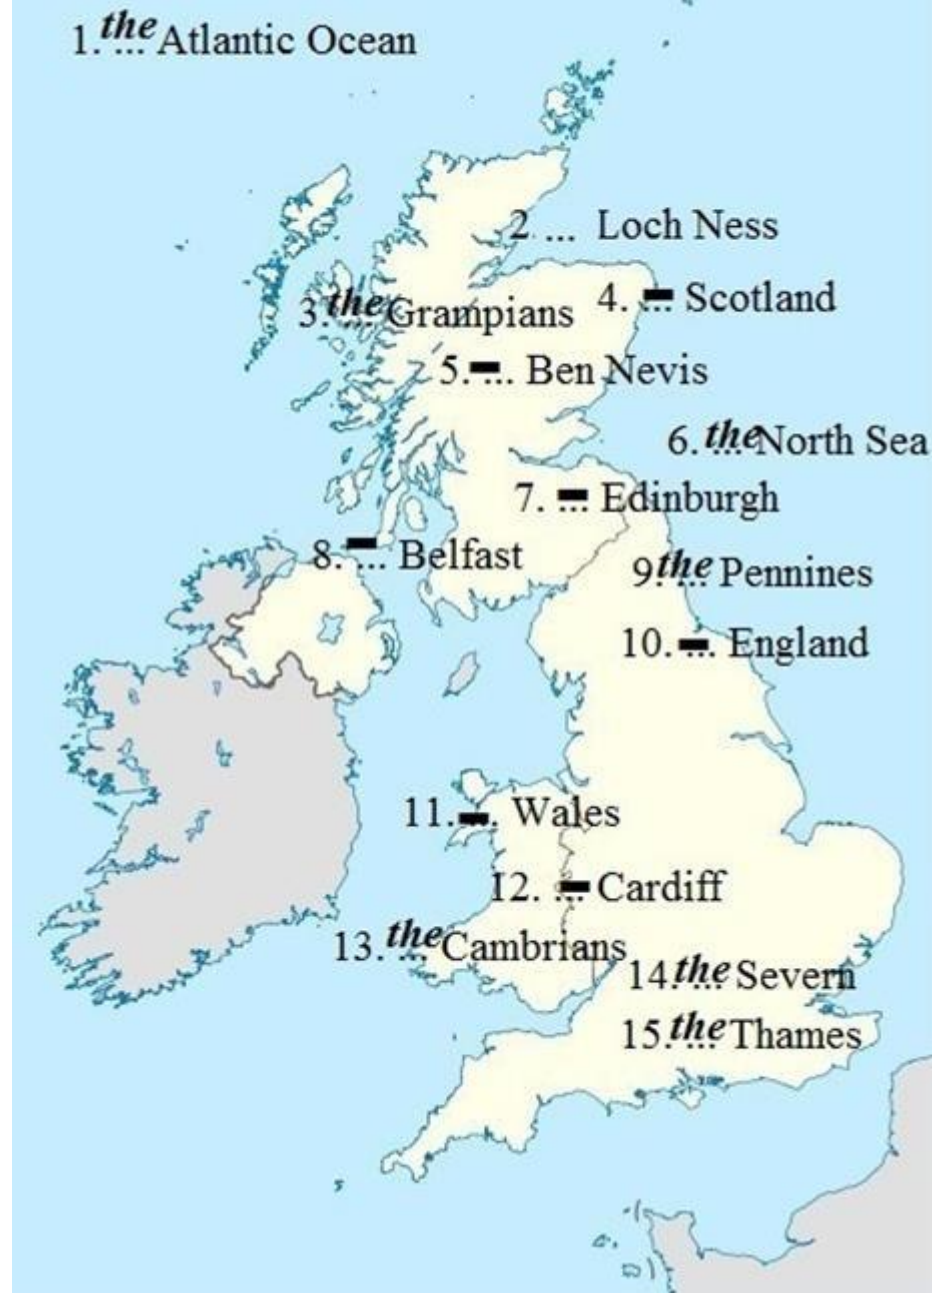 1. the ... Atlantic Ocean
2 ... Loch Ness
3. the ... Grampians
4. – ... Scotland
5. – ... Ben Nevis
6. the ... North Sea
7. – ... Edinburgh
8. – ... Belfast
9. the ... Pennines
10. – ... England
11. – ... Wales
12. – ... Cardiff
13. the ... Cambrians
14. the ... Severn
15. the ... Thames